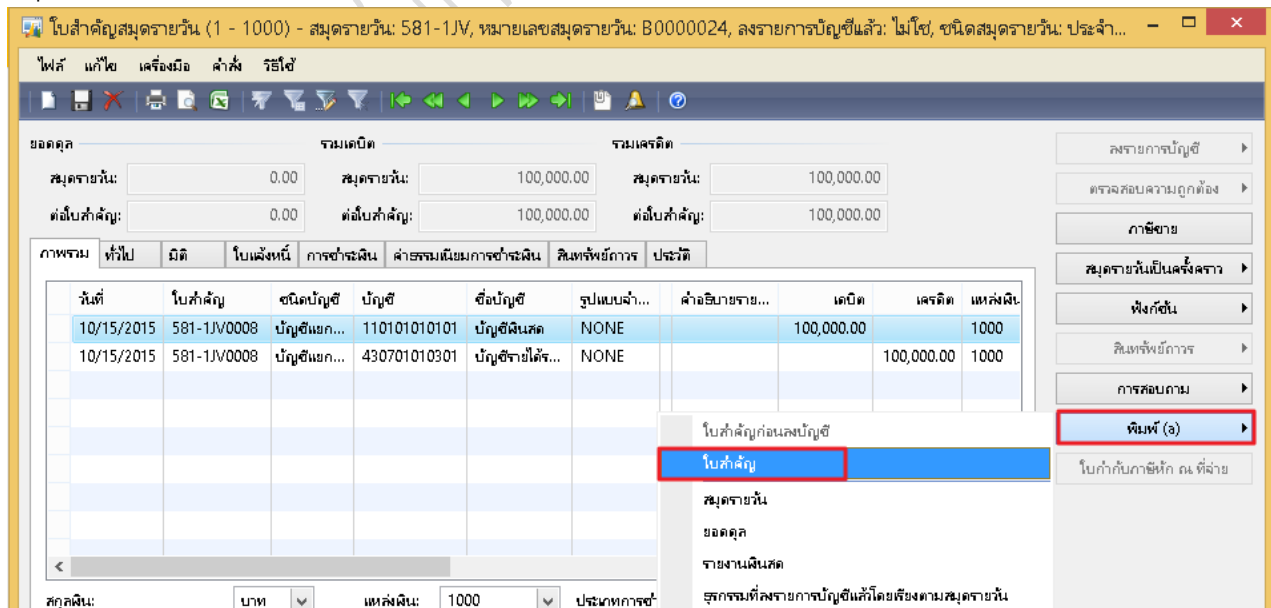 ใบสำคัญสมุดรายวัน (1 - 1000) - สมุดรายวัน: 581-1JV, หมายเลขสมุดรายวัน: B0000024, ลงรายการบัญชีแล้ว: ไม่ใช่, ชนิดสมุดรายวัน: ประจำ...
ไฟล์ แก้ไข เครื่องมือ คำสั่ง วิธีใช้
ยอดดุล รวมเดบิต รวมเครดิต
สมุดรายวัน: 0.00 สมุดรายวัน: 100,000.00 สมุดรายวัน: 100,000.00
ต่อใบสำคัญ: 0.00 ต่อใบสำคัญ: 100,000.00 ต่อใบสำคัญ: 100,000.00
ภาพรวม ทั่วไป มิติ ใบแจ้งหนี้ การชำระเงิน ค่าธรรมเนียมการชำระเงิน สินทรัพย์ถาวร ประวัติ
วันที่ ใบสำคัญ ชนิดบัญชี บัญชี ชื่อบัญชี รูปแบบจำ... คำอธิบายราย... เดบิต เครดิต แหล่งเงิน
10/15/2015 581-1JV0008 บัญชีแยก... 110101010101 บัญชีเงินสด NONE 100,000.00 1000
10/15/2015 581-1JV0008 บัญชีแยก... 430701010301 บัญชีรายได้ร... NONE 100,000.00 1000
สกุลเงิน: บาท แหล่งเงิน: 1000 ประเภทการชำ
ลงรายการบัญชี
ตรวจสอบความถูกต้อง
ภาษีขาย
สมุดรายวันเป็นครั้งคราว
ฟังก์ชัน
สินทรัพย์ถาวร
การสอบถาม
พิมพ์ (a)
ใบกำกับภาษีหัก ณ ที่จ่าย
ใบสำคัญก่อนลงบัญชี
ใบสำคัญ
สมุดรายวัน
ยอดดุล
รายงานเงินสด
ธุรกรรมที่ลงรายการบัญชีแล้วโดยเรียงตามสมุดรายวัน